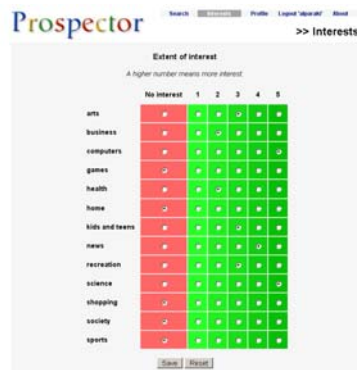 Prospector
Search Interests Profile Logout 'alparahi' About
>> Interests
Extent of interest
A higher number means more interest.
No interest 1 2 3 4 5
arts
business
computers
games
health
home
kids and teens
news
recreation
science
shopping
society
sports
Save Reset